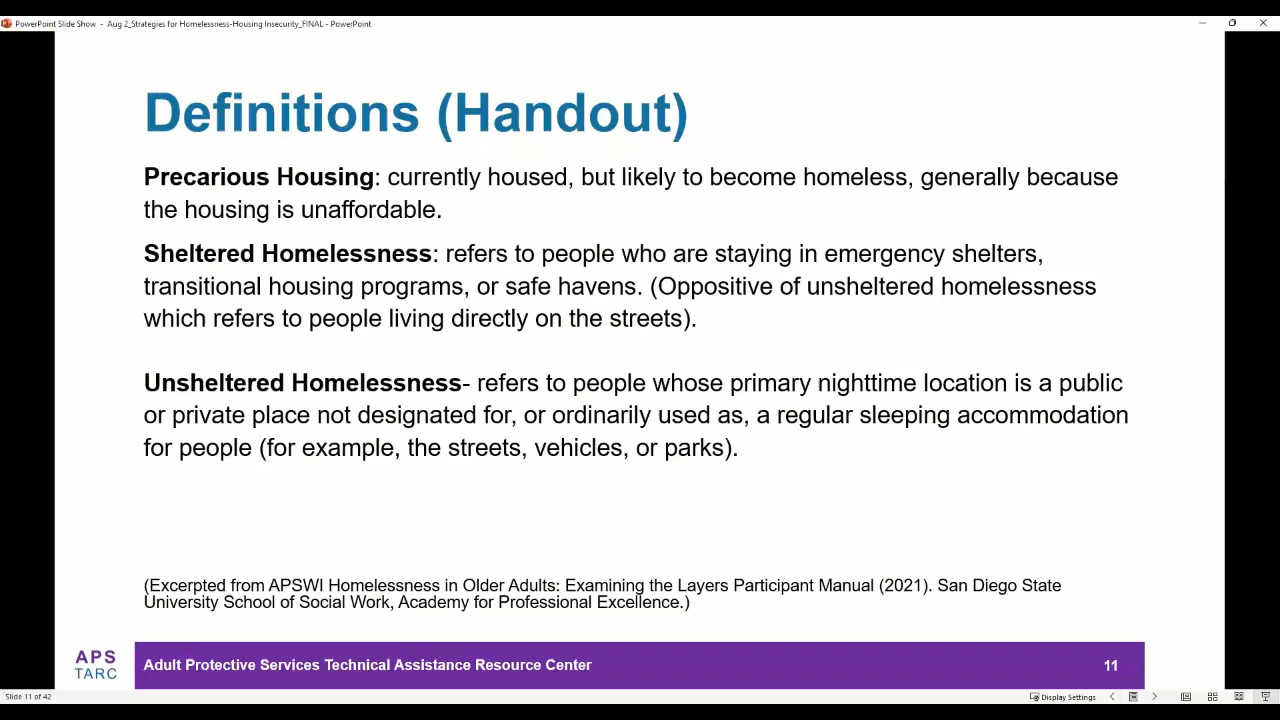 PowerPoint Slide Show - Aug 2_Strategies for Homelessness-Housing Insecurity_FINAL - PowerPoint
Definitions (Handout)
Precarious Housing: currently housed, but likely to become homeless, generally because
the housing is unaffordable.
Sheltered Homelessness: refers to people who are staying in emergency shelters,
transitional housing programs, or safe havens. (Oppositive of unsheltered homelessness
which refers to people living directly on the streets).
Unsheltered Homelessness- refers to people whose primary nighttime location is a public
or private place not designated for, or ordinarily used as, a regular sleeping accommodation
for people (for example, the streets, vehicles, or parks).
(Excerpted from APSWI Homelessness in Older Adults: Examining the Layers Participant Manual (2021). San Diego State
University School of Social Work, Academy for Professional Excellence.)
APS
TARC
Adult Protective Services Technical Assistance Resource Center
11
Slide 11 of 42
Display Settings